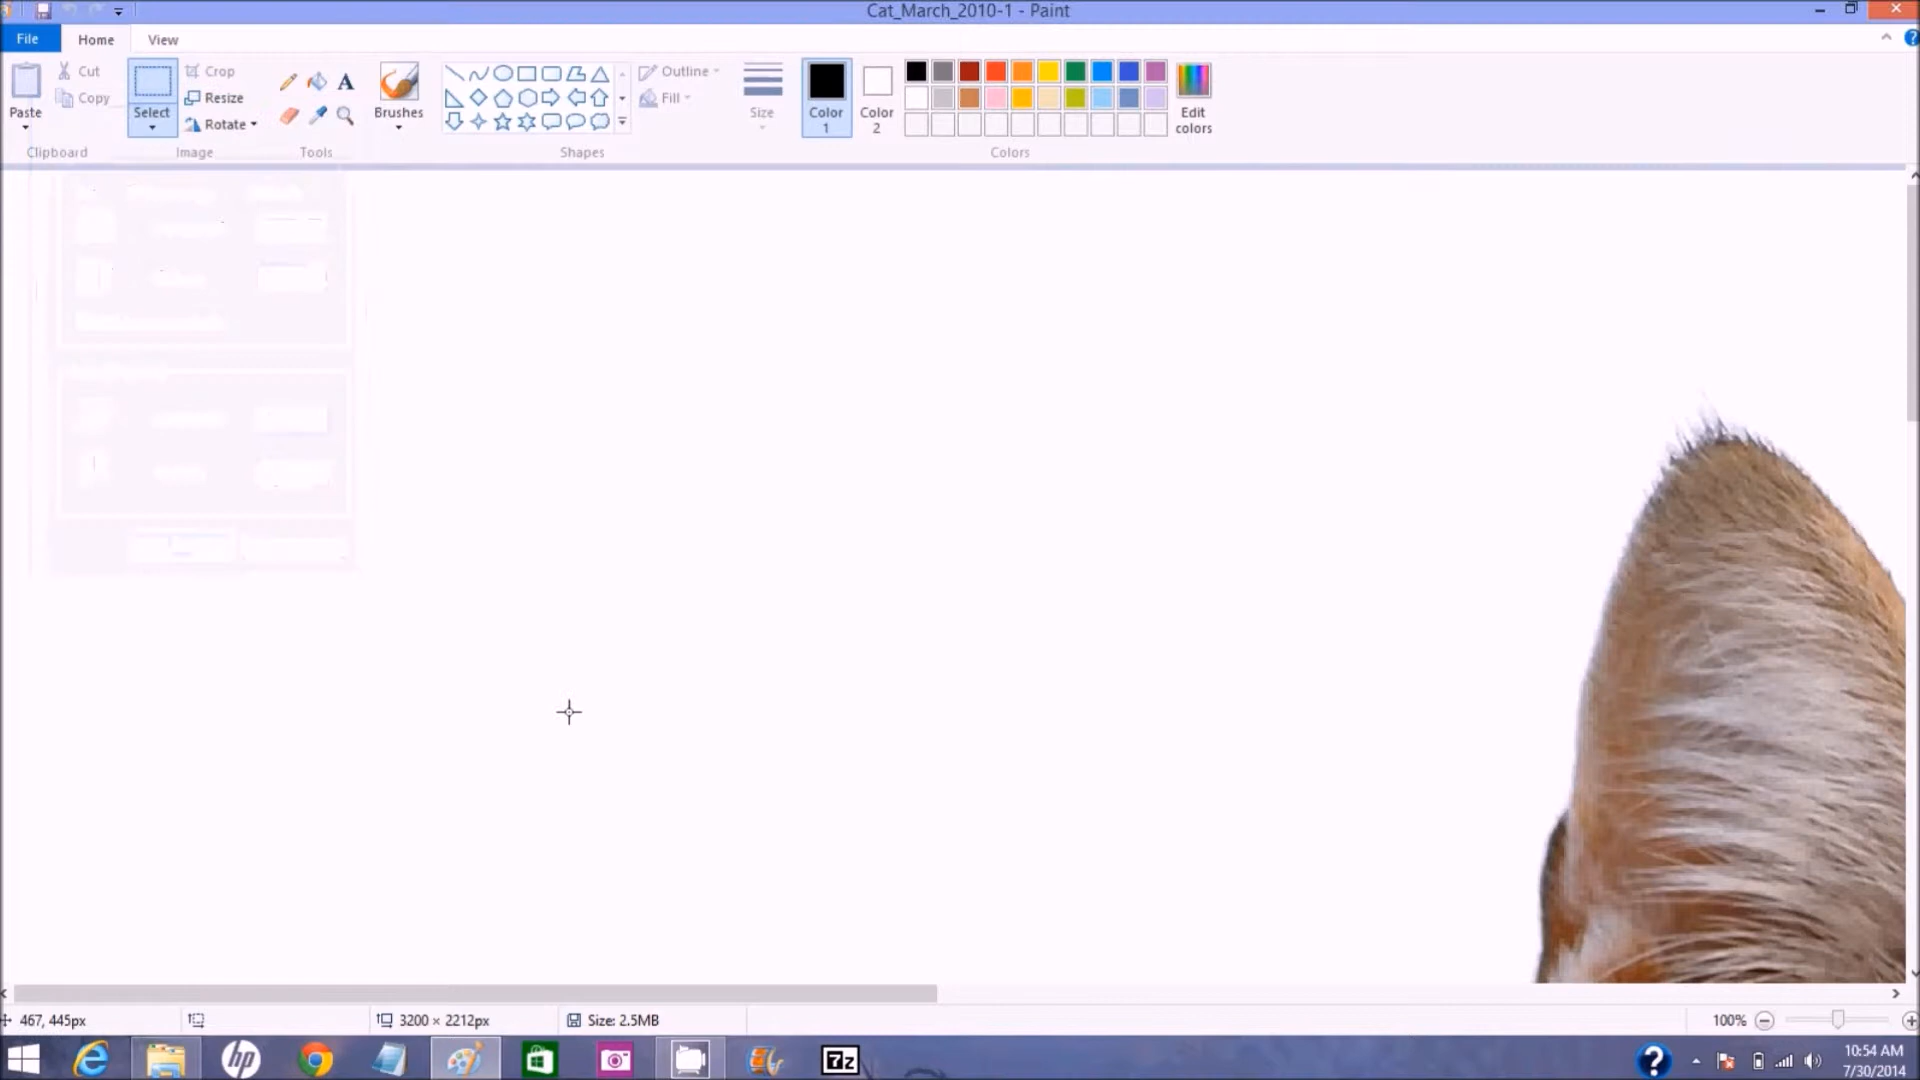 Cat_March_2010-1 - Paint
File
Home
View
Paste
Cut
Copy
Clipboard
Select
Crop
Resize
Rotate
Image
A
Tools
Brushes
Shapes
Outline
Fill
Size
Color
1
Color
2
Colors
Edit
colors
467, 445px
3200 × 2212px
Size: 2.5MB
100%
hp
7z
?
10:54 AM
7/30/2014